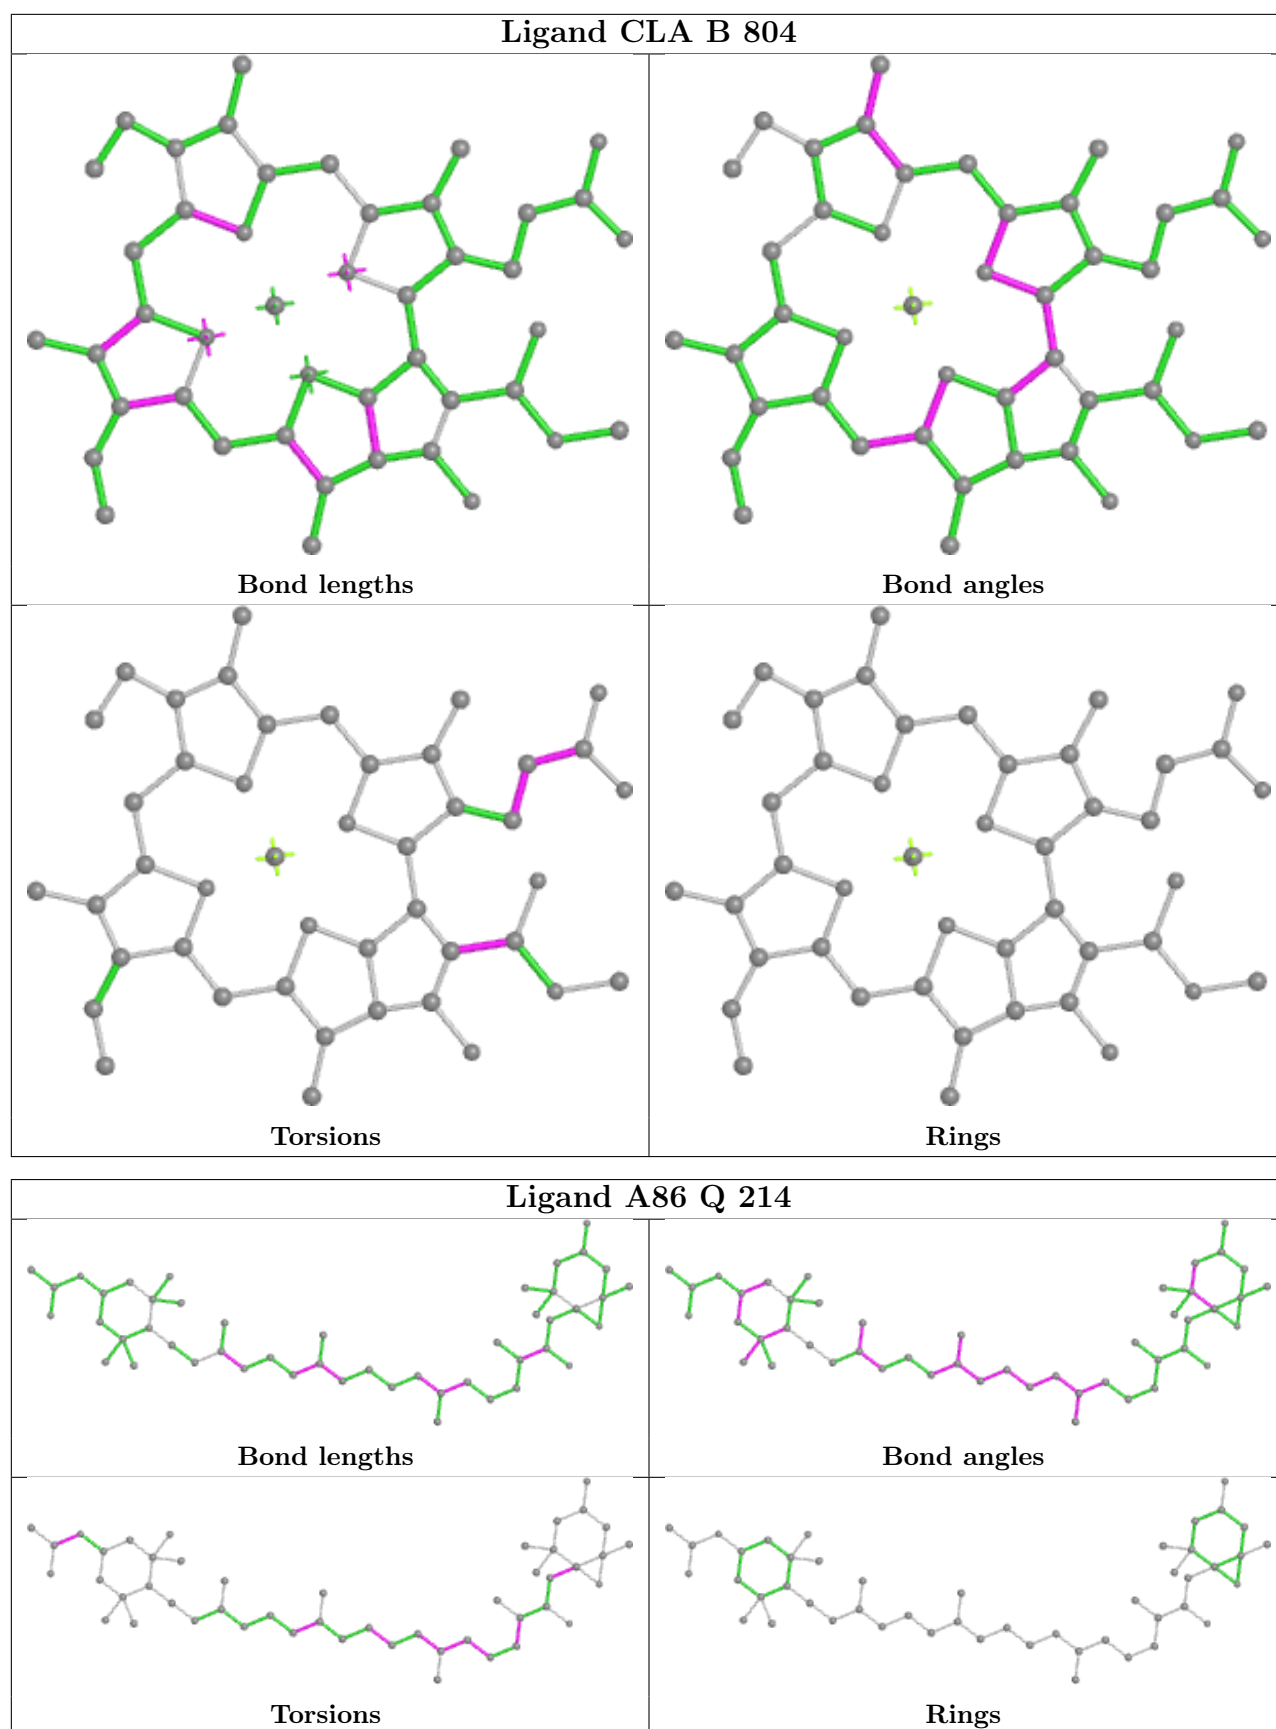 Ligand CLA B 804
Bond lengths
Bond angles
Torsions
Rings
Ligand A86 Q 214
Bond lengths
Bond angles
Torsions
Rings